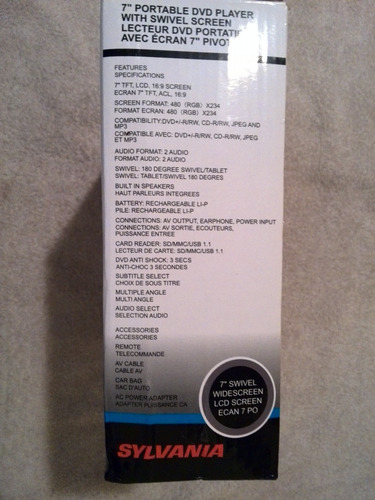 7" PORTABLE DVD PLAYER
WITH SWIVEL SCREEN
LECTEUR DVD PORTATI
AVEC ÉCRAN 7" PIVOT
FEATURES
SPECIFICATIONS
7" TFT, LCD, 16:9 SCREEN
ECRAN 7" TFT, ACL, 16:9
SCREEN FORMAT: 480 (RGB) X234
FORMAT ECRAN: 480 (RGB) X234
COMPATIBILITY:DVD+/-R/RW, CD-R/RW, JPEG AND
MP3
COMPATIBLE AVEC: DVD+/-R/RW, CD-R/RW, JPEG
ET MP3
AUDIO FORMAT: 2 AUDIO
FORMAT AUDIO: 2 AUDIO
SWIVEL: 180 DEGREE SWIVEL/TABLET
SWIVEL: TABLET/SWIVEL 180 DEGRES
BUILT IN SPEAKERS
HAUT PARLEURS INTEGREES
BATTERY: RECHARGEABLE LI-P
PILE: RECHARGEABLE LI-P
CONNECTIONS: AV OUTPUT, EARPHONE, POWER INPUT
CONNECTIONS: AV SORTIE, ECOUTEURS,
PUISSANCE ENTREE
CARD READER: SD/MMC/USB 1.1
LECTEUR DE CARTE: SD/MMC/USB 1.1
DVD ANTI SHOCK: 3 SECS
ANTI-CHOC 3 SECONDES
SUBTITLE SELECT
CHOIX DE SOUS TITRE
MULTIPLE ANGLE
MULTI ANGLE
AUDIO SELECT
SELECTION AUDIO
ACCESSORIES
ACCESSORIES
REMOTE
TELECOMMANDE
AV CABLE
CABLE AV
CAR BAG
SAC D'AUTO
AC POWER ADAPTER
ADAPTER PUISSANCE CA
7" SWIVEL
WIDESCREEN
LCD SCREEN
ECAN 7 PO
SYLVANIA